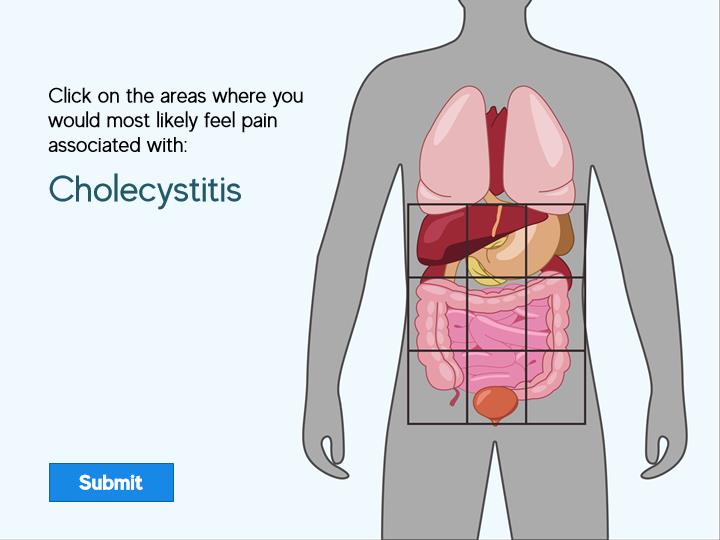 Click on the areas where you
would most likely feel pain
associated with:
Cholecystitis
Submit